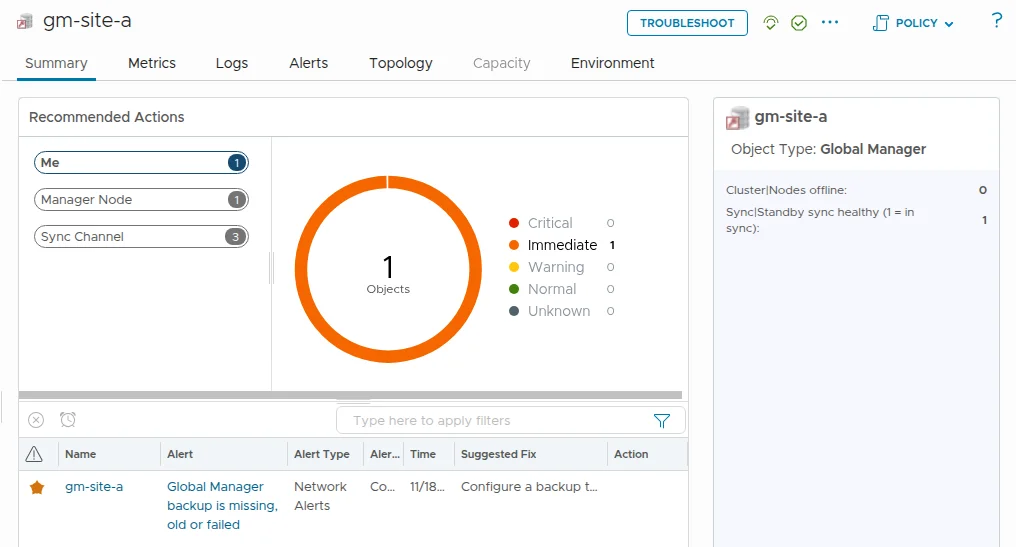 gm-site-a
TROUBLESHOOT
POLICY
?
Summary Metrics Logs Alerts Topology Capacity Environment
Recommended Actions
Me 1
Manager Node 1
Sync Channel 3
1
Objects
Critical 0
Immediate 1
Warning 0
Normal 0
Unknown 0
Type here to apply filters
Name Alert Alert Type Aler... Time Suggested Fix Action
gm-site-a Global Manager Network Co... 11/18... Configure a backup t...
backup is missing, Alerts
old or failed
gm-site-a
Object Type: Global Manager
Cluster|Nodes offline: 0
Sync|Standby sync healthy (1 = in 1
sync):